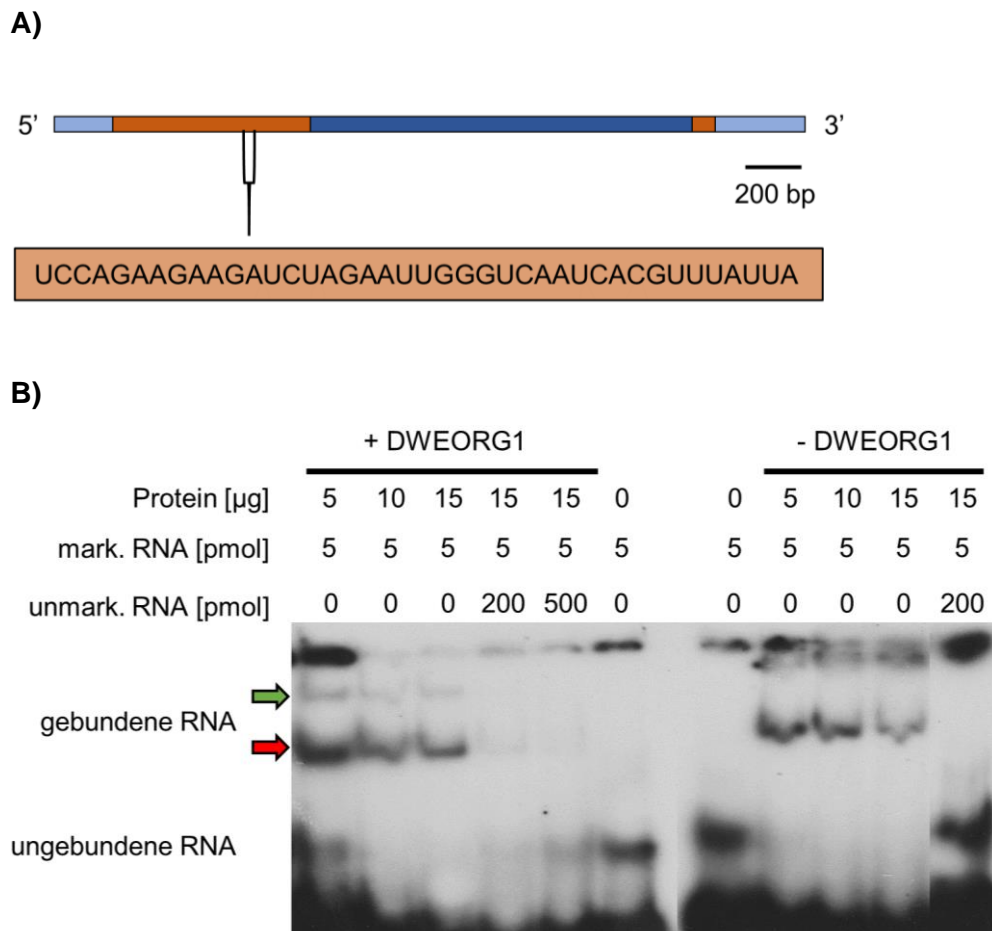 A)
5’ 3’
200 bp
UCCAGAAGAAGAUCUAGAAUUGGGUCAAUCACGUUUAUUA
B)
+ DWEORG1 - DWEORG1
Protein [µg] 5 10 15 15 15 0 0 5 10 15 15
mark. RNA [pmol] 5 5 5 5 5 5 5 5 5 5 5
unmark. RNA [pmol] 0 0 0 200 500 0 0 0 0 0 200
gebundene RNA
ungebundene RNA